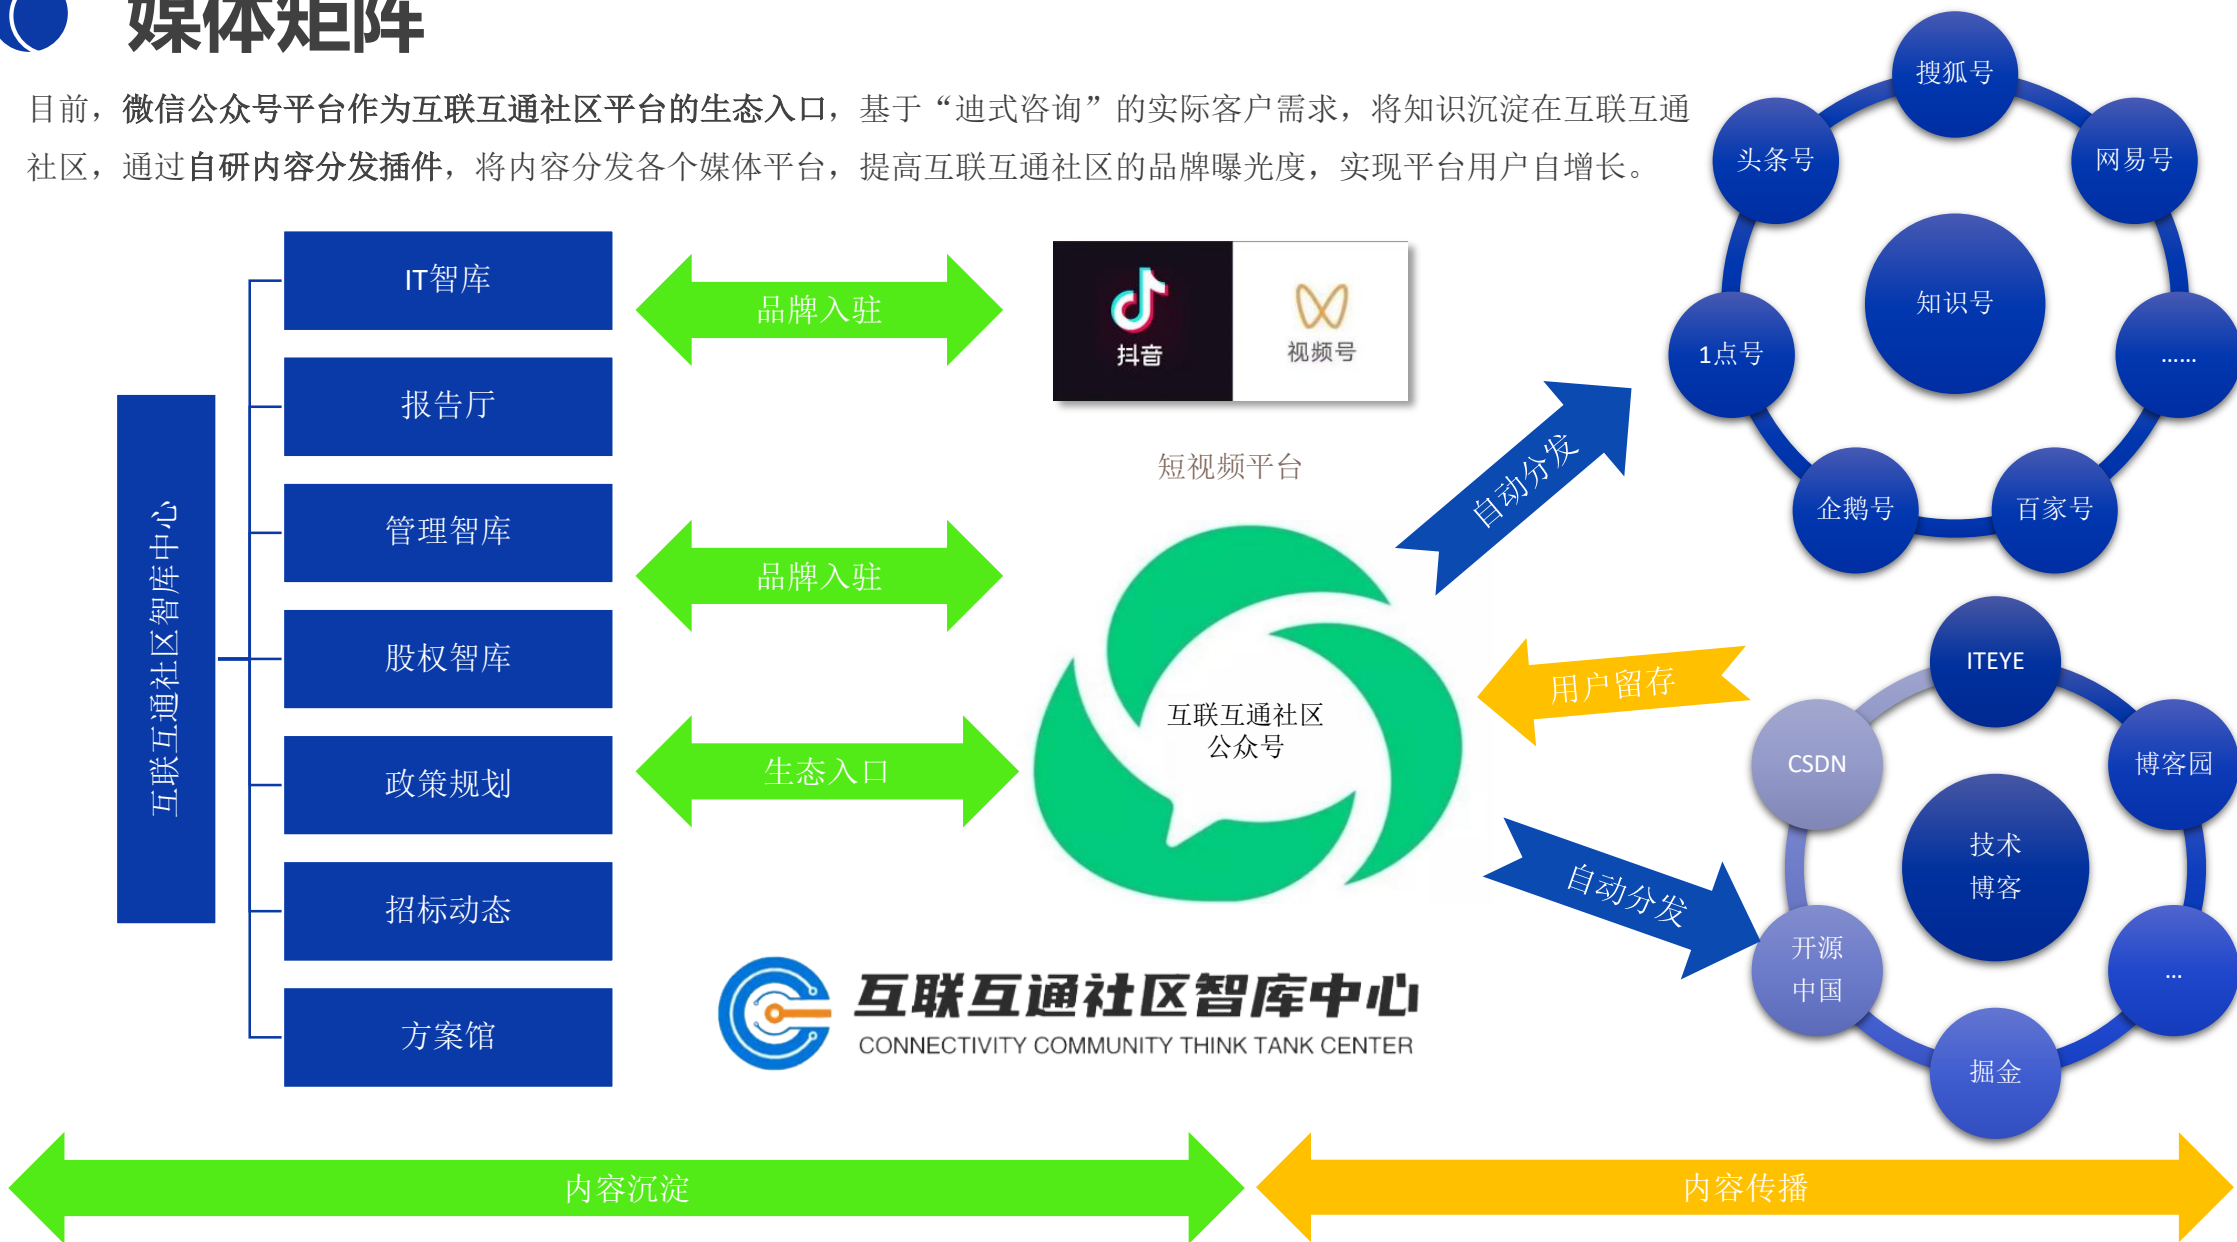 媒体矩阵
目前，微信公众号平台作为互联互通社区平台的生态入口，基于“迪式咨询”的实际客户需求，将知识沉淀在互联互通
社区，通过自研内容分发插件，将内容分发各个媒体平台，提高互联互通社区的品牌曝光度，实现平台用户自增长。
互联互通社区智库中心
IT智库
报告厅
管理智库
股权智库
政策规划
招标动态
方案馆
品牌入驻
品牌入驻
生态入口
抖音
视频号
短视频平台
互联互通社区
公众号
互联互通社区智库中心
CONNECTIVITY COMMUNITY THINK TANK CENTER
自动分发
用户留存
自动分发
知识号
搜狐号
网易号
……
百家号
企鹅号
1点号
头条号
技术
博客
ITEYE
博客园
...
掘金
开源
中国
CSDN
内容沉淀
内容传播